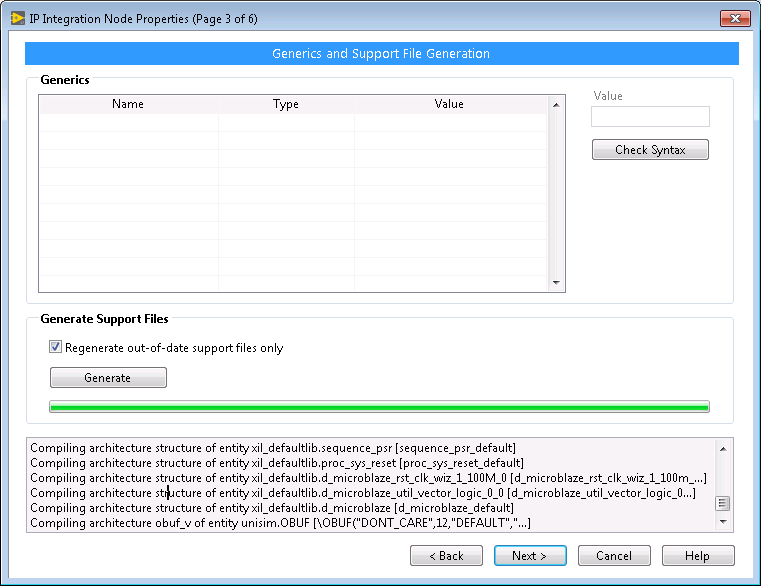 IP Integration Node Properties (Page 3 of 6)
Generics and Support File Generation
Generics
Name Type Value
Value
Check Syntax
Generate Support Files
Regenerate out-of-date support files only
Generate
Compiling architecture structure of entity xil_defaultlib.sequence_psr [sequence_psr_default]
Compiling architecture structure of entity xil_defaultlib.proc_sys_reset [proc_sys_reset_default]
Compiling architecture structure of entity xil_defaultlib.d_microblaze_rst_clk_wiz_1_100M_0 [d_microblaze_rst_clk_wiz_1_100m_...]
Compiling architecture structure of entity xil_defaultlib.d_microblaze_util_vector_logic_0_0 [d_microblaze_util_vector_logic_0...]
Compiling architecture structure of entity xil_defaultlib.d_microblaze [d_microblaze_default]
Compiling architecture obuf_v of entity unisim.OBUF [\OBUF("DONT_CARE",12,"DEFAULT","...]
< Back Next > Cancel Help